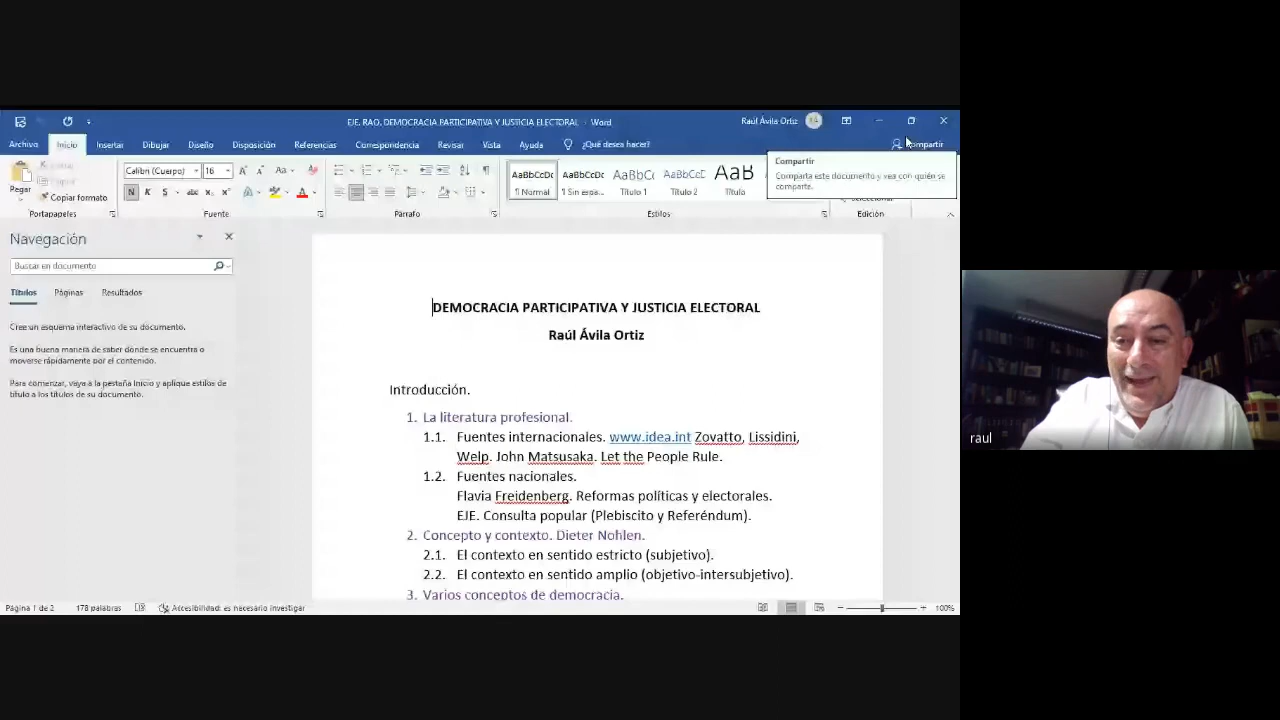 EJE. RAO. DEMOCRACIA PARTICIPATIVA Y JUSTICIA ELECTORAL - Word
Raúl Ávila Ortiz
Archivo Inicio Insertar Dibujar Diseño Disposición Referencias Correspondencia Revisar Vista Ayuda ¿Qué desea hacer? Compartir
Pegar
Copiar formato
Portapapeles
Calibri (Cuerpo) 16
N K S
Fuente
Párrafo
AaBbCcDc AaBbCcDc AaBbCc AaBbCcD AaB
¶ Normal ¶ Sin espa... Título 1 Título 2 Título
Estilos
Edición
Compartir
Comparta este documento y vea con quién se
comparte.
Navegación
Buscar en documento
Títulos Páginas Resultados
Cree un esquema interactivo de su documento.
Es una buena manera de saber dónde se encuentra o
moverse rápidamente por el contenido.
Para comenzar, vaya a la pestaña Inicio y aplique estilos de
título a los títulos de su documento.
DEMOCRACIA PARTICIPATIVA Y JUSTICIA ELECTORAL
Raúl Ávila Ortiz
Introducción.
1. La literatura profesional.
1.1. Fuentes internacionales. www.idea.int Zovatto, Lissidini,
Welp. John Matsusaka. Let the People Rule.
1.2. Fuentes nacionales.
Flavia Freidenberg. Reformas políticas y electorales.
EJE. Consulta popular (Plebiscito y Referéndum).
2. Concepto y contexto. Dieter Nohlen.
2.1. El contexto en sentido estricto (subjetivo).
2.2. El contexto en sentido amplio (objetivo-intersubjetivo).
3. Varios conceptos de democracia.
Página 1 de 2 178 palabras Accesibilidad: es necesario investigar 100%
raul